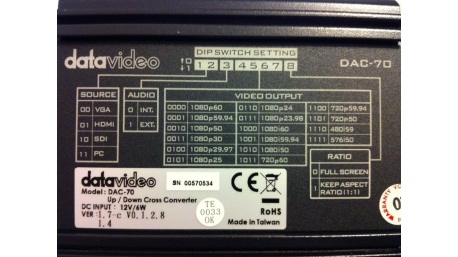 datavideo
DIP SWITCH SETTING
DAC-70
↑0
↓1
1 2 3 4 5 6 7 8
SOURCE
00 VGA
01 HDMI
10 SDI
11 PC
AUDIO
0 INT.
1 EXT.
VIDEO OUTPUT
0000 1080p60 0110 1080p24 1100 720p59.94
0001 1080p59.94 0111 1080p23.98 1101 720p50
0010 1080p50 1000 1080i60 1110 480i59
0011 1080p30 1001 1080i59.94 1111 576i50
0100 1080p29.97 1010 1080i50
0101 1080p25 1011 720p60
RATIO
0 FULL SCREEN
1 KEEP ASPECT RATIO (1:1)
datavideo
SN 00570534
Model: DAC-70
Up / Down Cross Converter
DC INPUT: 12V/6W
VER :1.7-c V0.1.2.8
1.4
TE
0033
OK
CE
RoHS
Made in Taiwan